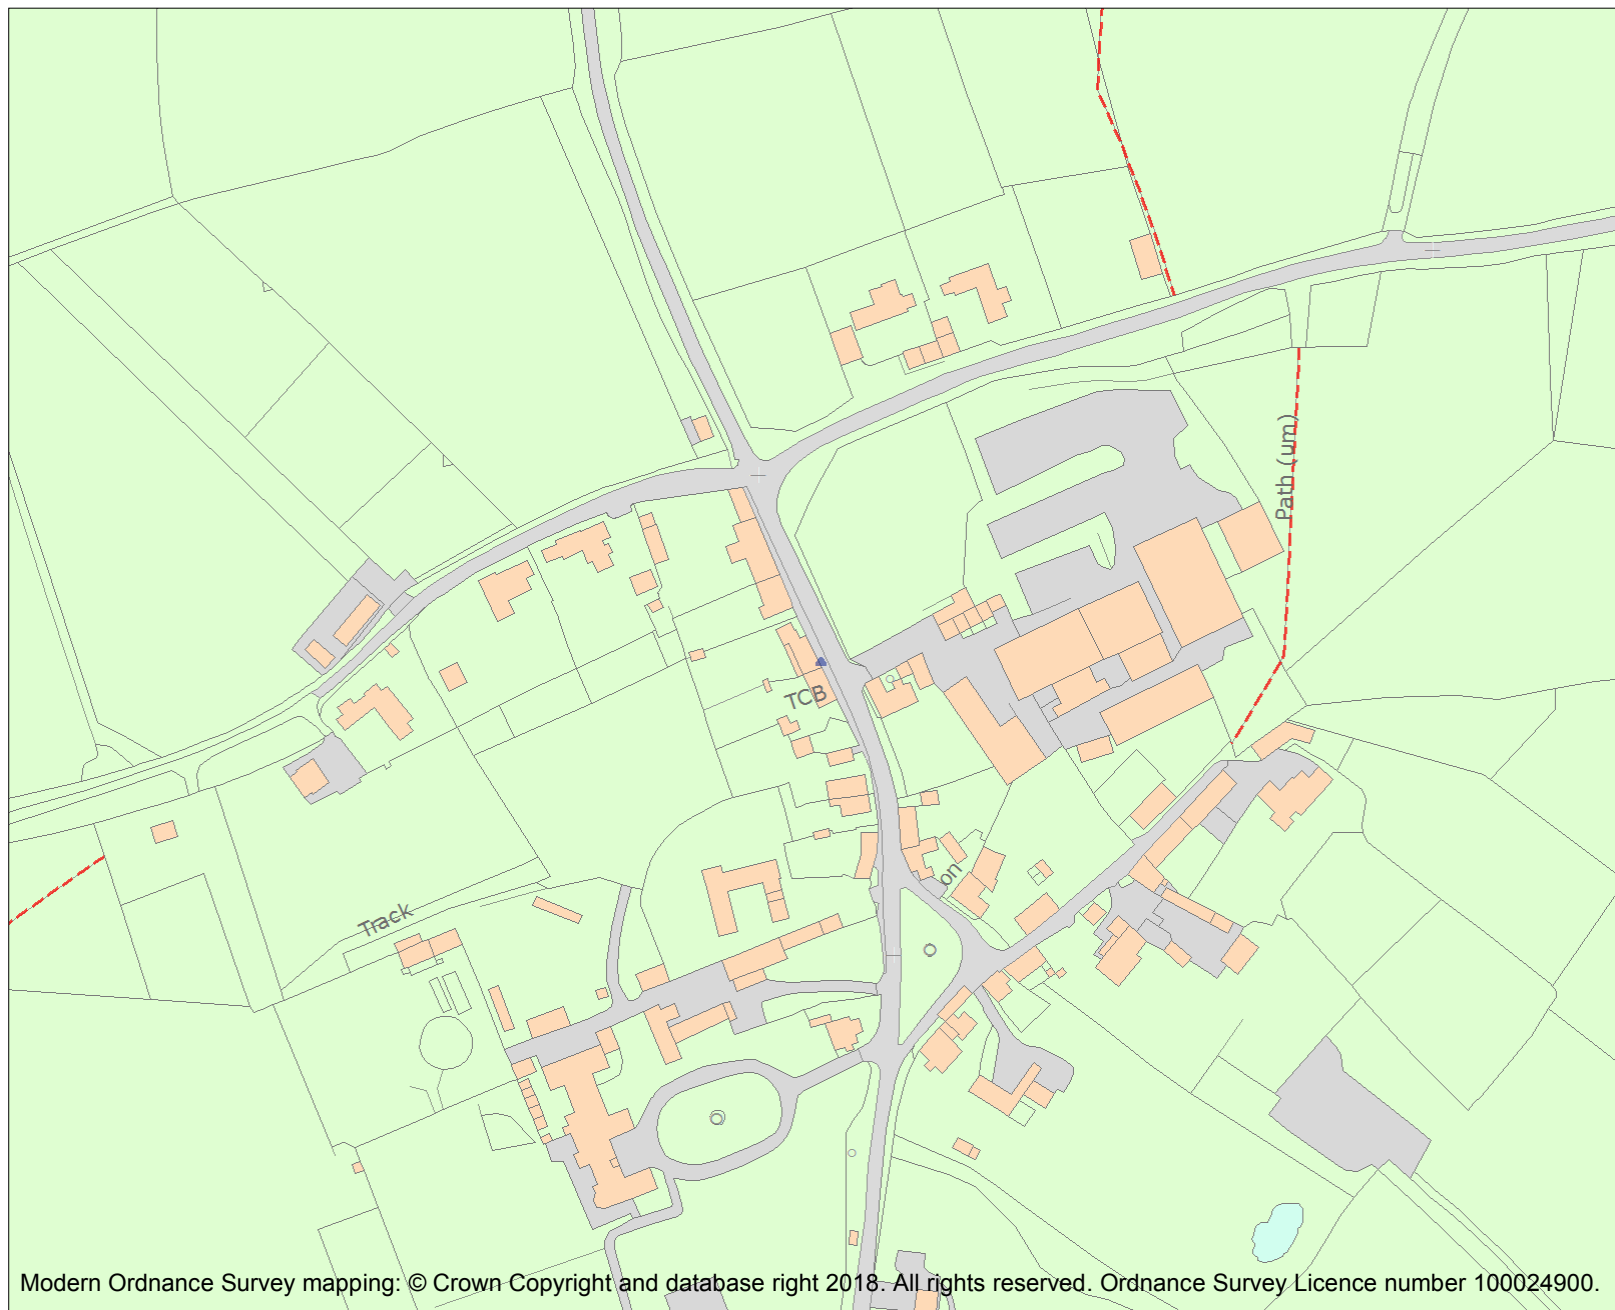 Path (um)
TCB
on
Track
Modern Ordnance Survey mapping: © Crown Copyright and database right 2018. All rights reserved. Ordnance Survey Licence number 100024900.